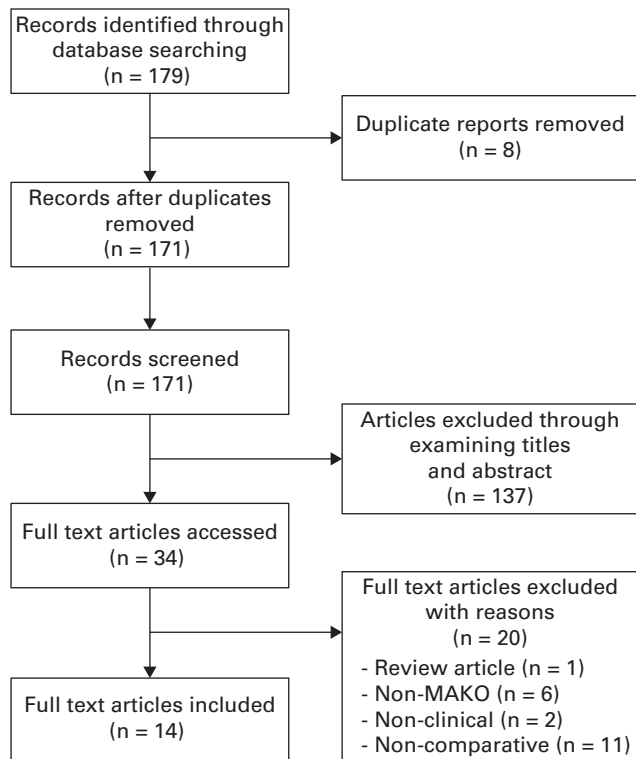 Records identified through
database searching
(n = 179)
Duplicate reports removed
(n = 8)
Records after duplicates
removed
(n = 171)
Records screened
(n = 171)
Articles excluded through
examining titles
and abstract
(n = 137)
Full text articles accessed
(n = 34)
Full text articles excluded
with reasons
(n = 20)
- Review article (n = 1)
- Non-MAKO (n = 6)
- Non-clinical (n = 2)
- Non-comparative (n = 11)
Full text articles included
(n = 14)